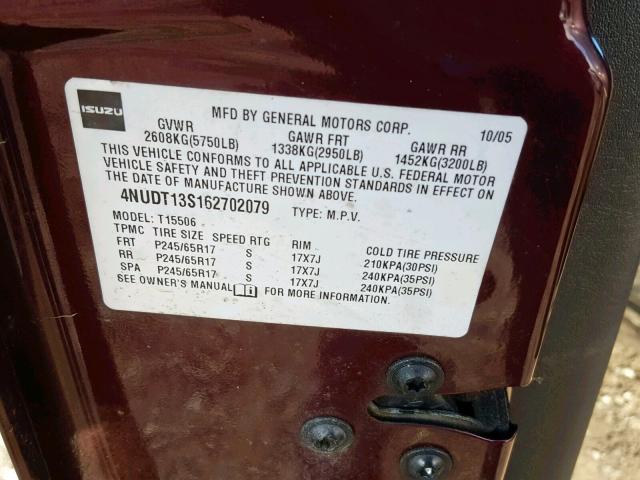 ISUZU
MFD BY GENERAL MOTORS CORP. 10/05
GVWR GAWR FRT GAWR RR
2608KG(5750LB) 1338KG(2950LB) 1452KG(3200LB)
THIS VEHICLE CONFORMS TO ALL APPLICABLE U.S. FEDERAL MOTOR
VEHICLE SAFETY AND THEFT PREVENTION STANDARDS IN EFFECT ON
THE DATE OF MANUFACTURE SHOWN ABOVE.
4NUDT13S162702079 TYPE: M.P.V.
MODEL: T15506
TPMC TIRE SIZE SPEED RTG RIM COLD TIRE PRESSURE
FRT P245/65R17 S 17X7J 210KPA(30PSI)
RR P245/65R17 S 17X7J 240KPA(35PSI)
SPA P245/65R17 S 17X7J 240KPA(35PSI)
SEE OWNER'S MANUAL FOR MORE INFORMATION.